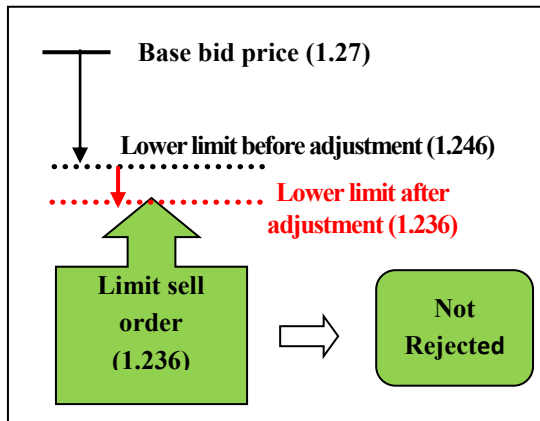 Base bid price (1.27)
Lower limit before adjustment (1.246)
Lower limit after
adjustment (1.236)
Limit sell
order
(1.236)
Not
Rejected